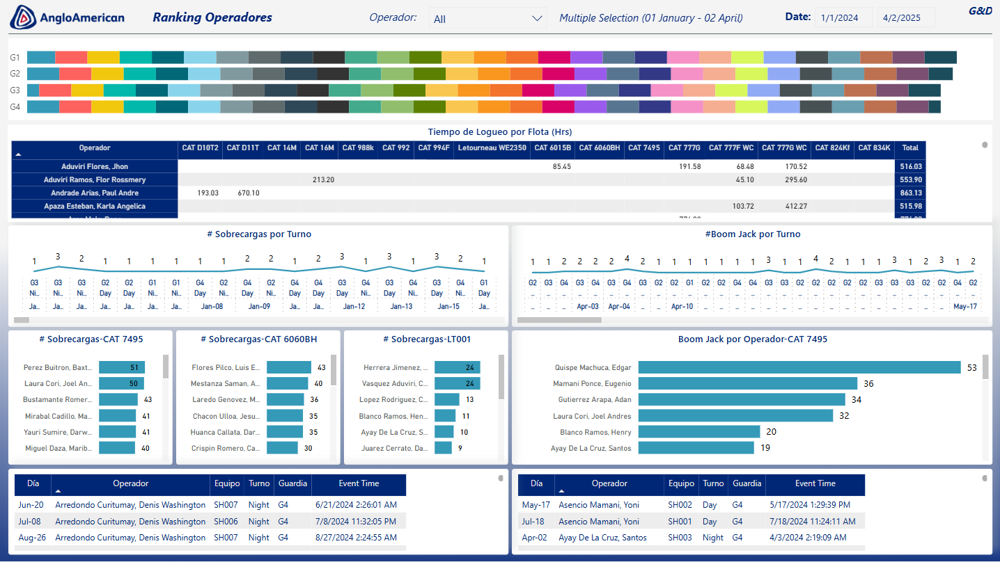 AngloAmerican Ranking Operadores Operador: All Multiple Selection (01 January - 02 April) Date: 1/1/2024 4/2/2025 G&D
G1
G2
G3
G4
Tiempo de Logueo por Flota (Hrs)
Operador CAT D10T2 CAT D11T CAT 14M CAT 16M CAT 988k CAT 992 CAT 994F Letourneau WE2350 CAT 6015B CAT 6060BH CAT 7495 CAT 777G CAT 777F WC CAT 777G WC CAT 824Kf CAT 834K Total
Aduviri Flores, Jhon 85.45 191.58 68.48 170.52 516.03
Aduviri Ramos, Flor Rossmery 213.20 45.10 295.60 553.90
Andrade Arias, Paul Andre 193.03 670.10 863.13
Apaza Esteban, Karla Angelica 103.72 412.27 515.98
# Sobrecargas por Turno
1 3 2 1 1 1 1 1 1 2 2 1 2 3 1 3 1 3 2 1
G3 G3 G3 G2 G2 G1 G1 G4 G2 G4 G4 G4 G2 G4 G2 G3 G4 G3 G4 G1
Ni... Ni... Ni... Day Day Day Day Day Ni... Day Ni... Day Day Day Ni... Day Ni... Day Ni... Day
Ja... Ja... Ja... Ja... Ja... Ja... Ja... Jan-08 Jan-09 Ja... Ja... Jan-12 Jan-13 Jan-15 Ja...
#Boom Jack por Turno
1 1 2 2 2 2 4 2 1 1 1 1 1 1 1 3 1 1 4 2 1 1 1 3 1 2 3 1 2
G2 G3 G4 G3 G4 G3 G4 G3 G2 G2 G1 G2 G2 G4 G4 G3 G3 G3 G2 G2 G3 G3 G3 G3 G3 G2 G2 G4 G2
Apr-03 Apr-04 Apr-10 May-17
# Sobrecargas-CAT 7495
Perez Buitron, Baxt... 51
Laura Cori, Joel An... 50
Bustamante Romer... 43
Mirabal Cadillo, Ma... 41
Yauri Sumire, Darw... 41
Miguel Daza, Marib... 40
# Sobrecargas-CAT 6060BH
Flores Pilco, Luis E... 43
Mestanza Saman, A... 40
Laredo Genovez, M... 36
Chacon Ulloa, Jesu... 35
Huanca Callata, Dar... 35
Crispin Romero, Ca... 30
# Sobrecargas-LT001
Herrera Jimenez, ... 24
Vasquez Aduviri, C... 24
Lopez Rodriguez, C... 13
Blanco Ramos, Hen... 11
Ayay De La Cruz, S... 10
Juarez Cerrato, Da... 9
Boom Jack por Operador-CAT 7495
Quispe Machuca, Edgar 53
Mamani Ponce, Eugenio 36
Gutierrez Arapa, Adan 34
Laura Cori, Joel Andres 32
Blanco Ramos, Henry 20
Ayay De La Cruz, Santos 19
Día Operador Equipo Turno Guardia Event Time
Jun-20 Arredondo Curitumay, Denis Washington SH007 Night G4 6/21/2024 2:26:01 AM
Jul-08 Arredondo Curitumay, Denis Washington SH006 Night G4 7/8/2024 11:32:05 PM
Aug-26 Arredondo Curitumay, Denis Washington SH007 Night G4 8/27/2024 2:24:55 AM
Día Operador Equipo Turno Guardia Event Time
May-17 Asencio Mamani, Yoni SH002 Day G4 5/17/2024 1:29:39 PM
Jul-18 Asencio Mamani, Yoni SH001 Day G4 7/18/2024 11:24:11 AM
Apr-02 Ayay De La Cruz, Santos SH003 Night G4 4/3/2024 2:19:09 AM